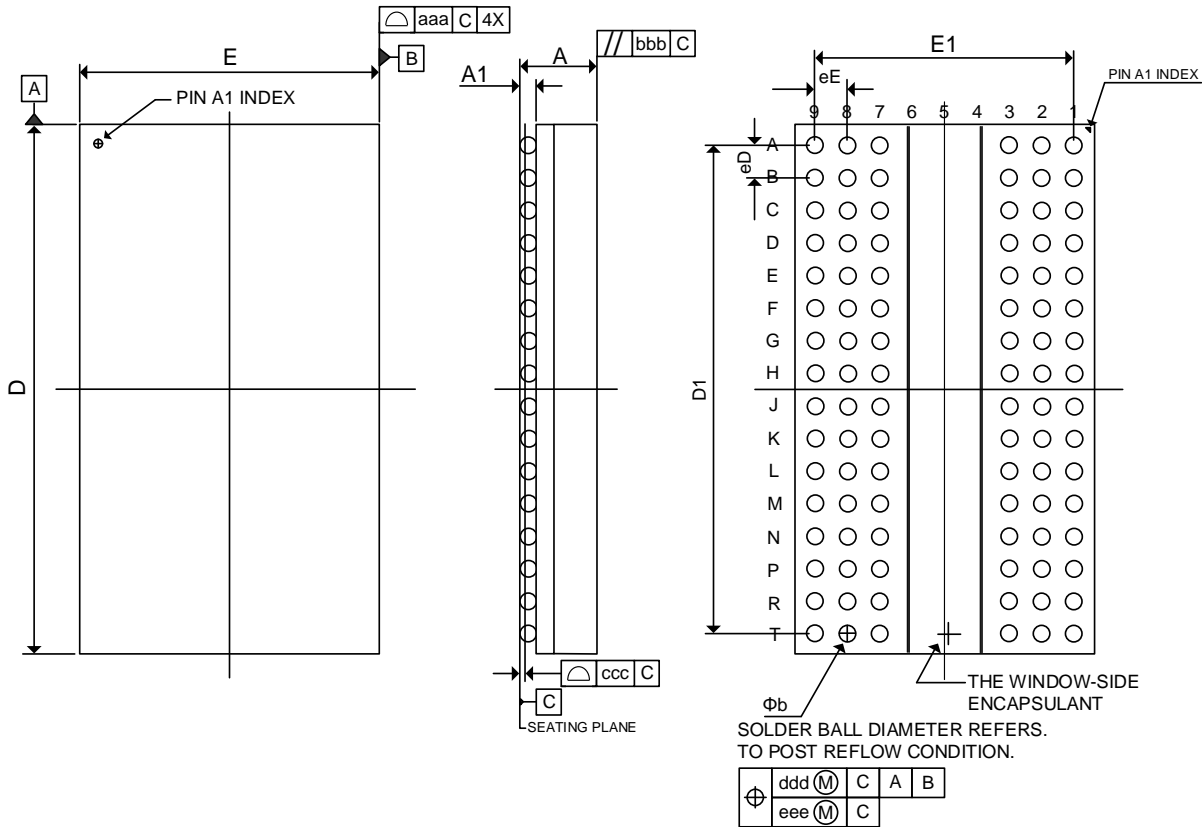 aaa C 4X
E
B
A
PIN A1 INDEX
D
A
// bbb C
A1
ccc C
C
SEATING PLANE
E1
eE
PIN A1 INDEX
9 8 7 6 5 4 3 2 1
eD
D1
A
B
C
D
E
F
G
H
J
K
L
M
N
P
R
T
THE WINDOW-SIDE
ENCAPSULANT
Φb
SOLDER BALL DIAMETER REFERS.
TO POST REFLOW CONDITION.
ddd Ⓜ C A B
eee Ⓜ C